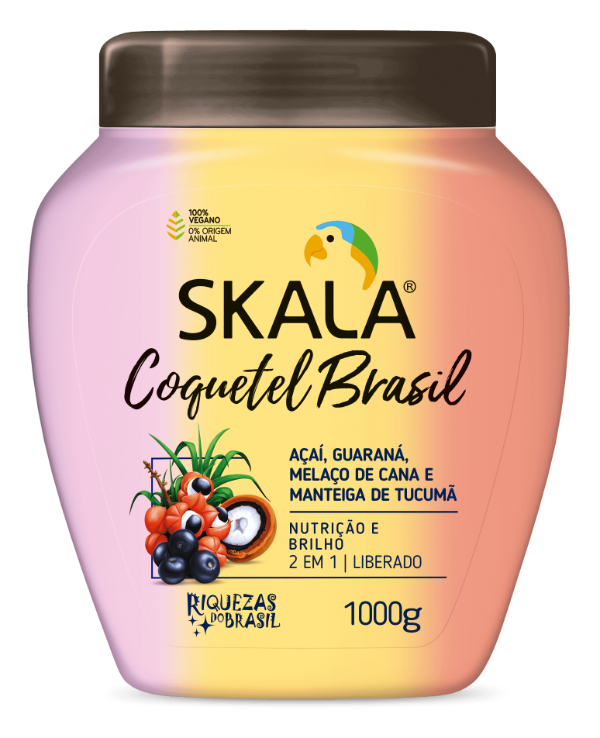 100%
VEGANO
0% ORIGEM
ANIMAL
SKALA®
Coquetel Brasil
AÇAÍ, GUARANÁ,
MELAÇO DE CANA E
MANTEIGA DE TUCUMÃ
NUTRIÇÃO E
BRILHO
2 EM 1 | LIBERADO
RIQUEZAS
DO BRASIL
1000g